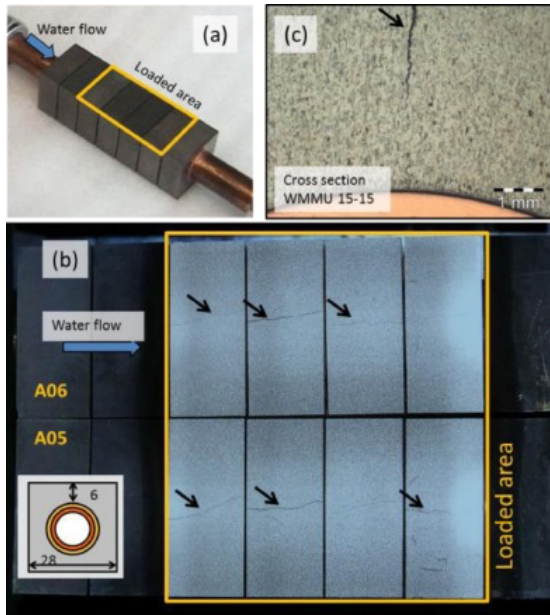 Water flow
(a)
Loaded area
(c)
Cross section
WMMU 15-15
1 mm
(b)
Water flow
A06
A05
6
28
Loaded area